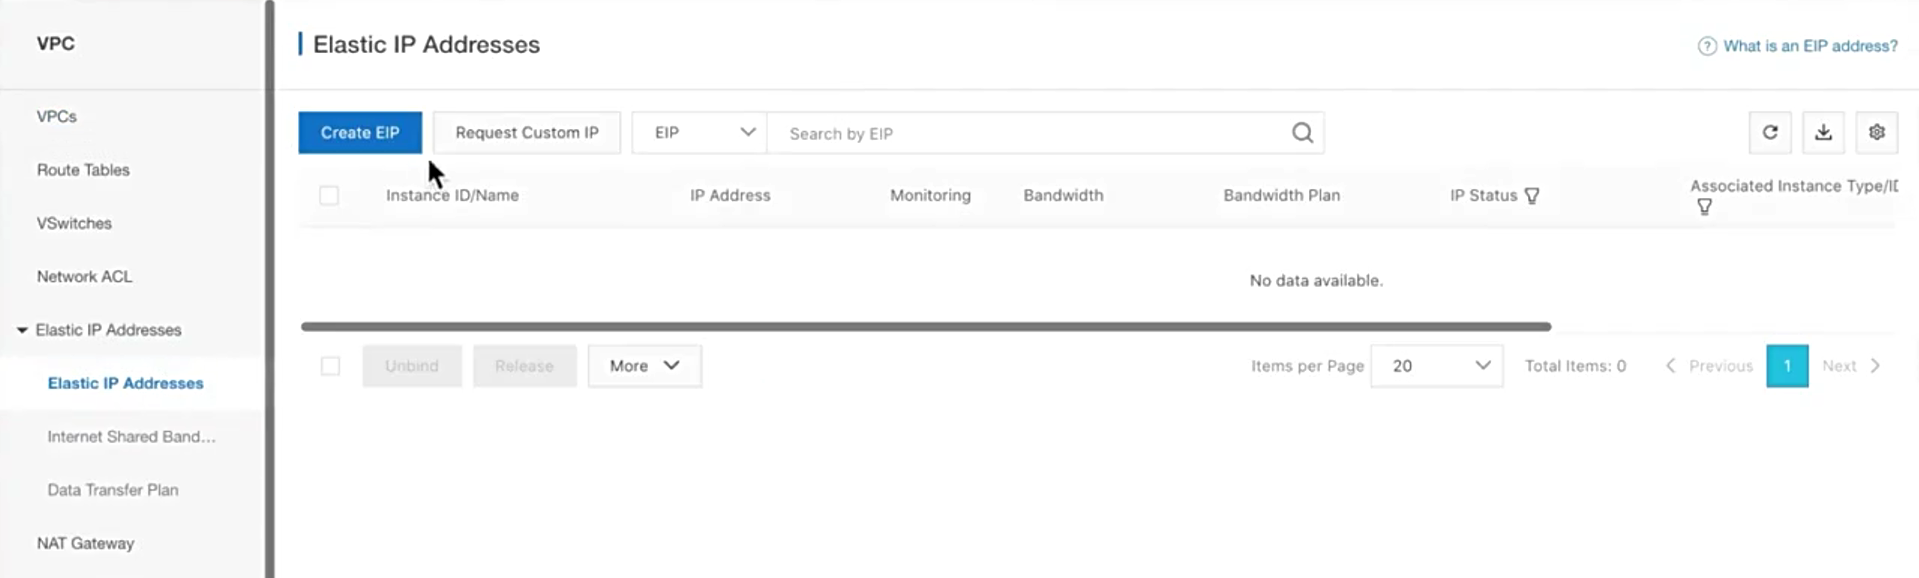 VPC
VPCs
Route Tables
VSwitches
Network ACL
Elastic IP Addresses
Elastic IP Addresses
Internet Shared Band...
Data Transfer Plan
NAT Gateway
Elastic IP Addresses
? What is an EIP address?
Create EIP Request Custom IP EIP Search by EIP
Instance ID/Name IP Address Monitoring Bandwidth Bandwidth Plan IP Status Associated Instance Type/ID
No data available.
Unbind Release More Items per Page 20 Total Items: 0 Previous 1 Next